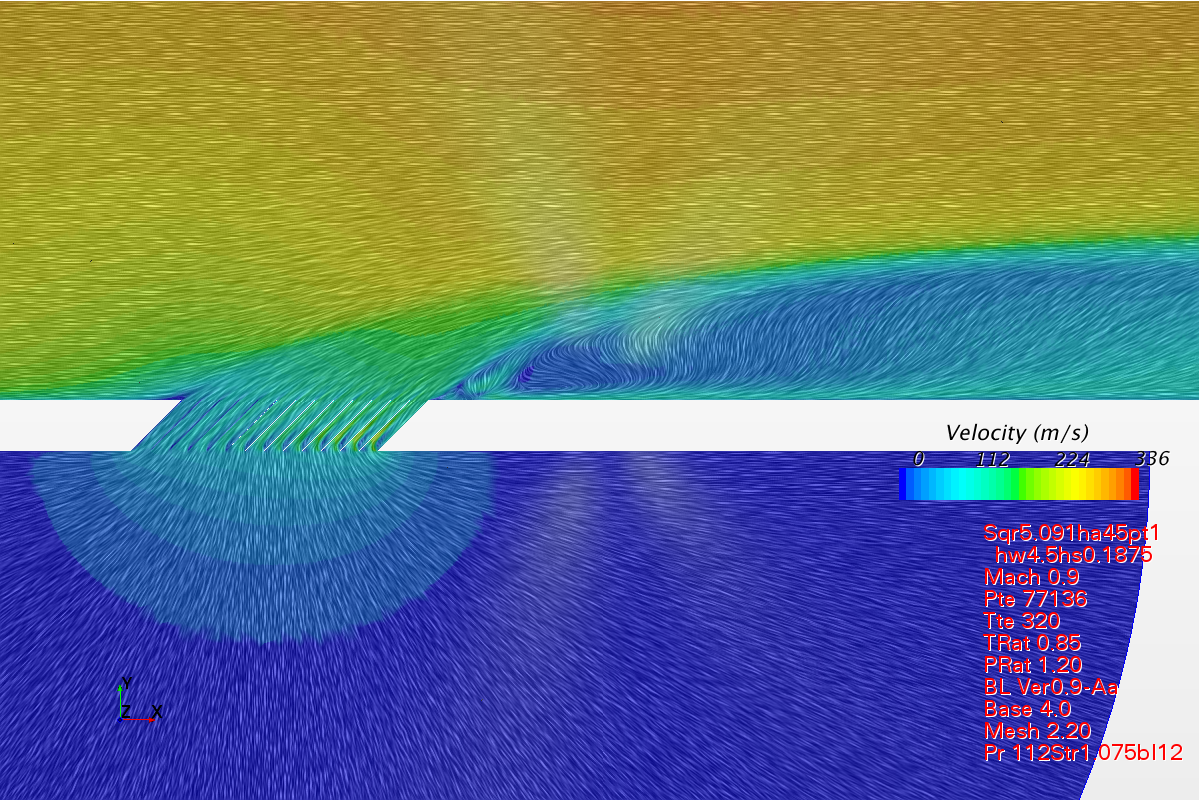 Velocity (m/s)
0 112 224 336
Sqr5.091ha45pt1
hw4.5hs0.1875
Mach 0.9
Pte 77136
Tte 320
TRat 0.85
PRat 1.20
BL Ver0.9-Aa
Base 4.0
Mesh 2.20
Pr 112Str1.075bl12
Y
Z X